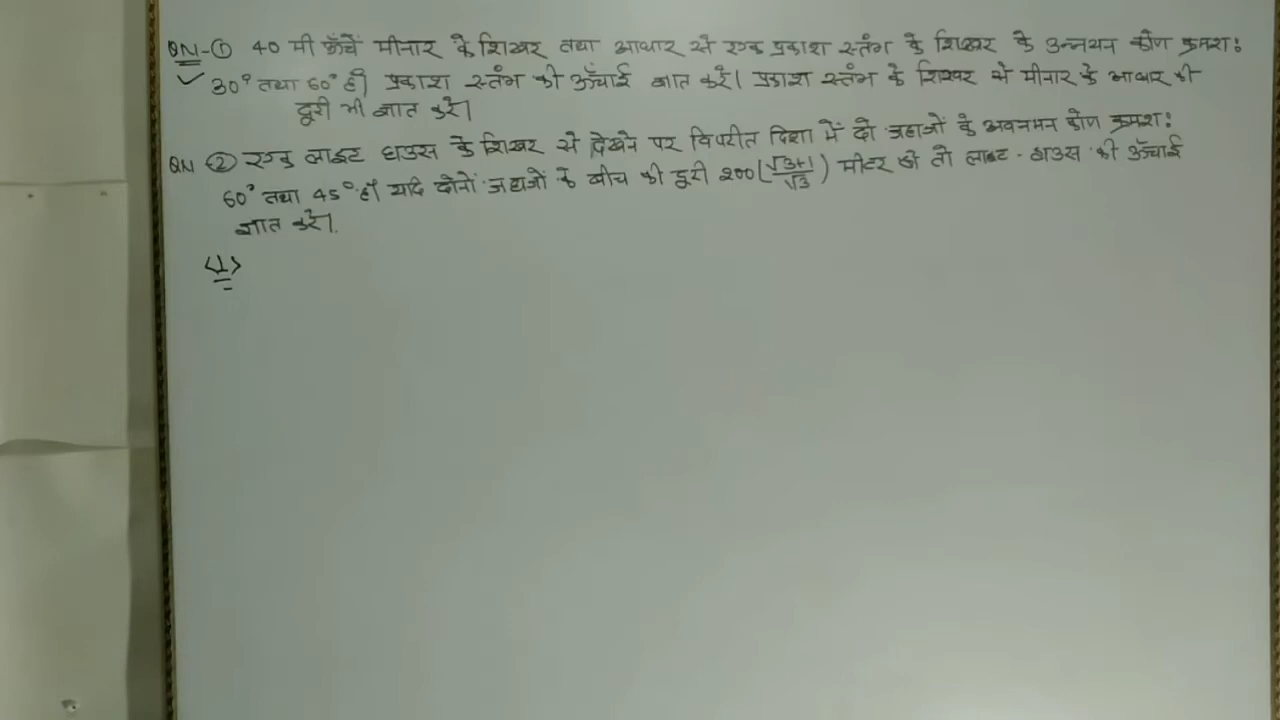 QN-① 40 मी ऊँचें मीनार के शिखर तथा आधार से एक प्रकाश स्तंभ के शिखर के उन्नयन कोण क्रमश:
30° तथा 60° है। प्रकाश स्तंभ की ऊँचाई ज्ञात करें। प्रकाश स्तंभ के शिखर से मीनार के आधार की
दूरी भी ज्ञात करें।
QN ② एक लाइट हाउस के शिखर से देखने पर विपरीत दिशा में दो जहाजों के अवनमन कोण क्रमश:
60° तथा 45° है। यदि दोनों जहाजों के बीच की दूरी 200(√3+1/√3) मीटर हो तो लाइट-हाउस की ऊँचाई
ज्ञात करें।
<1>